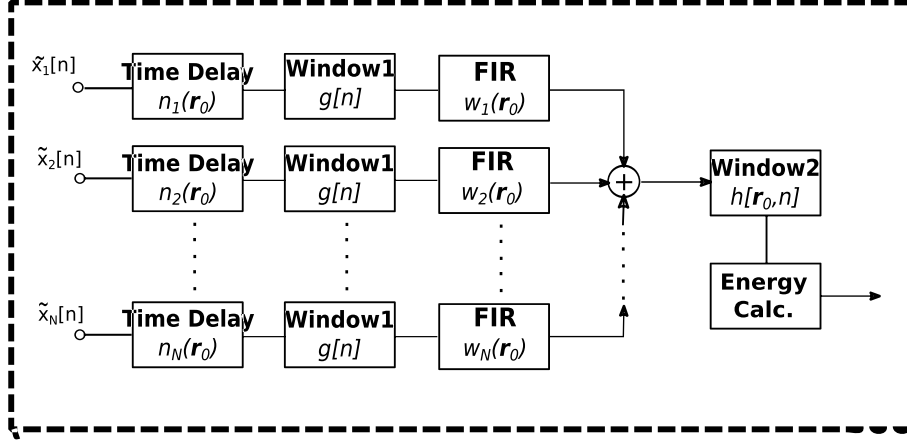 x̃₁[n]
Time Delay
n₁(r₀)
Window1
g[n]
FIR
w₁(r₀)
x̃₂[n]
Time Delay
n₂(r₀)
Window1
g[n]
FIR
w₂(r₀)
+
Window2
h[r₀,n]
Energy
Calc.
x̃N[n]
Time Delay
nN(r₀)
Window1
g[n]
FIR
wN(r₀)